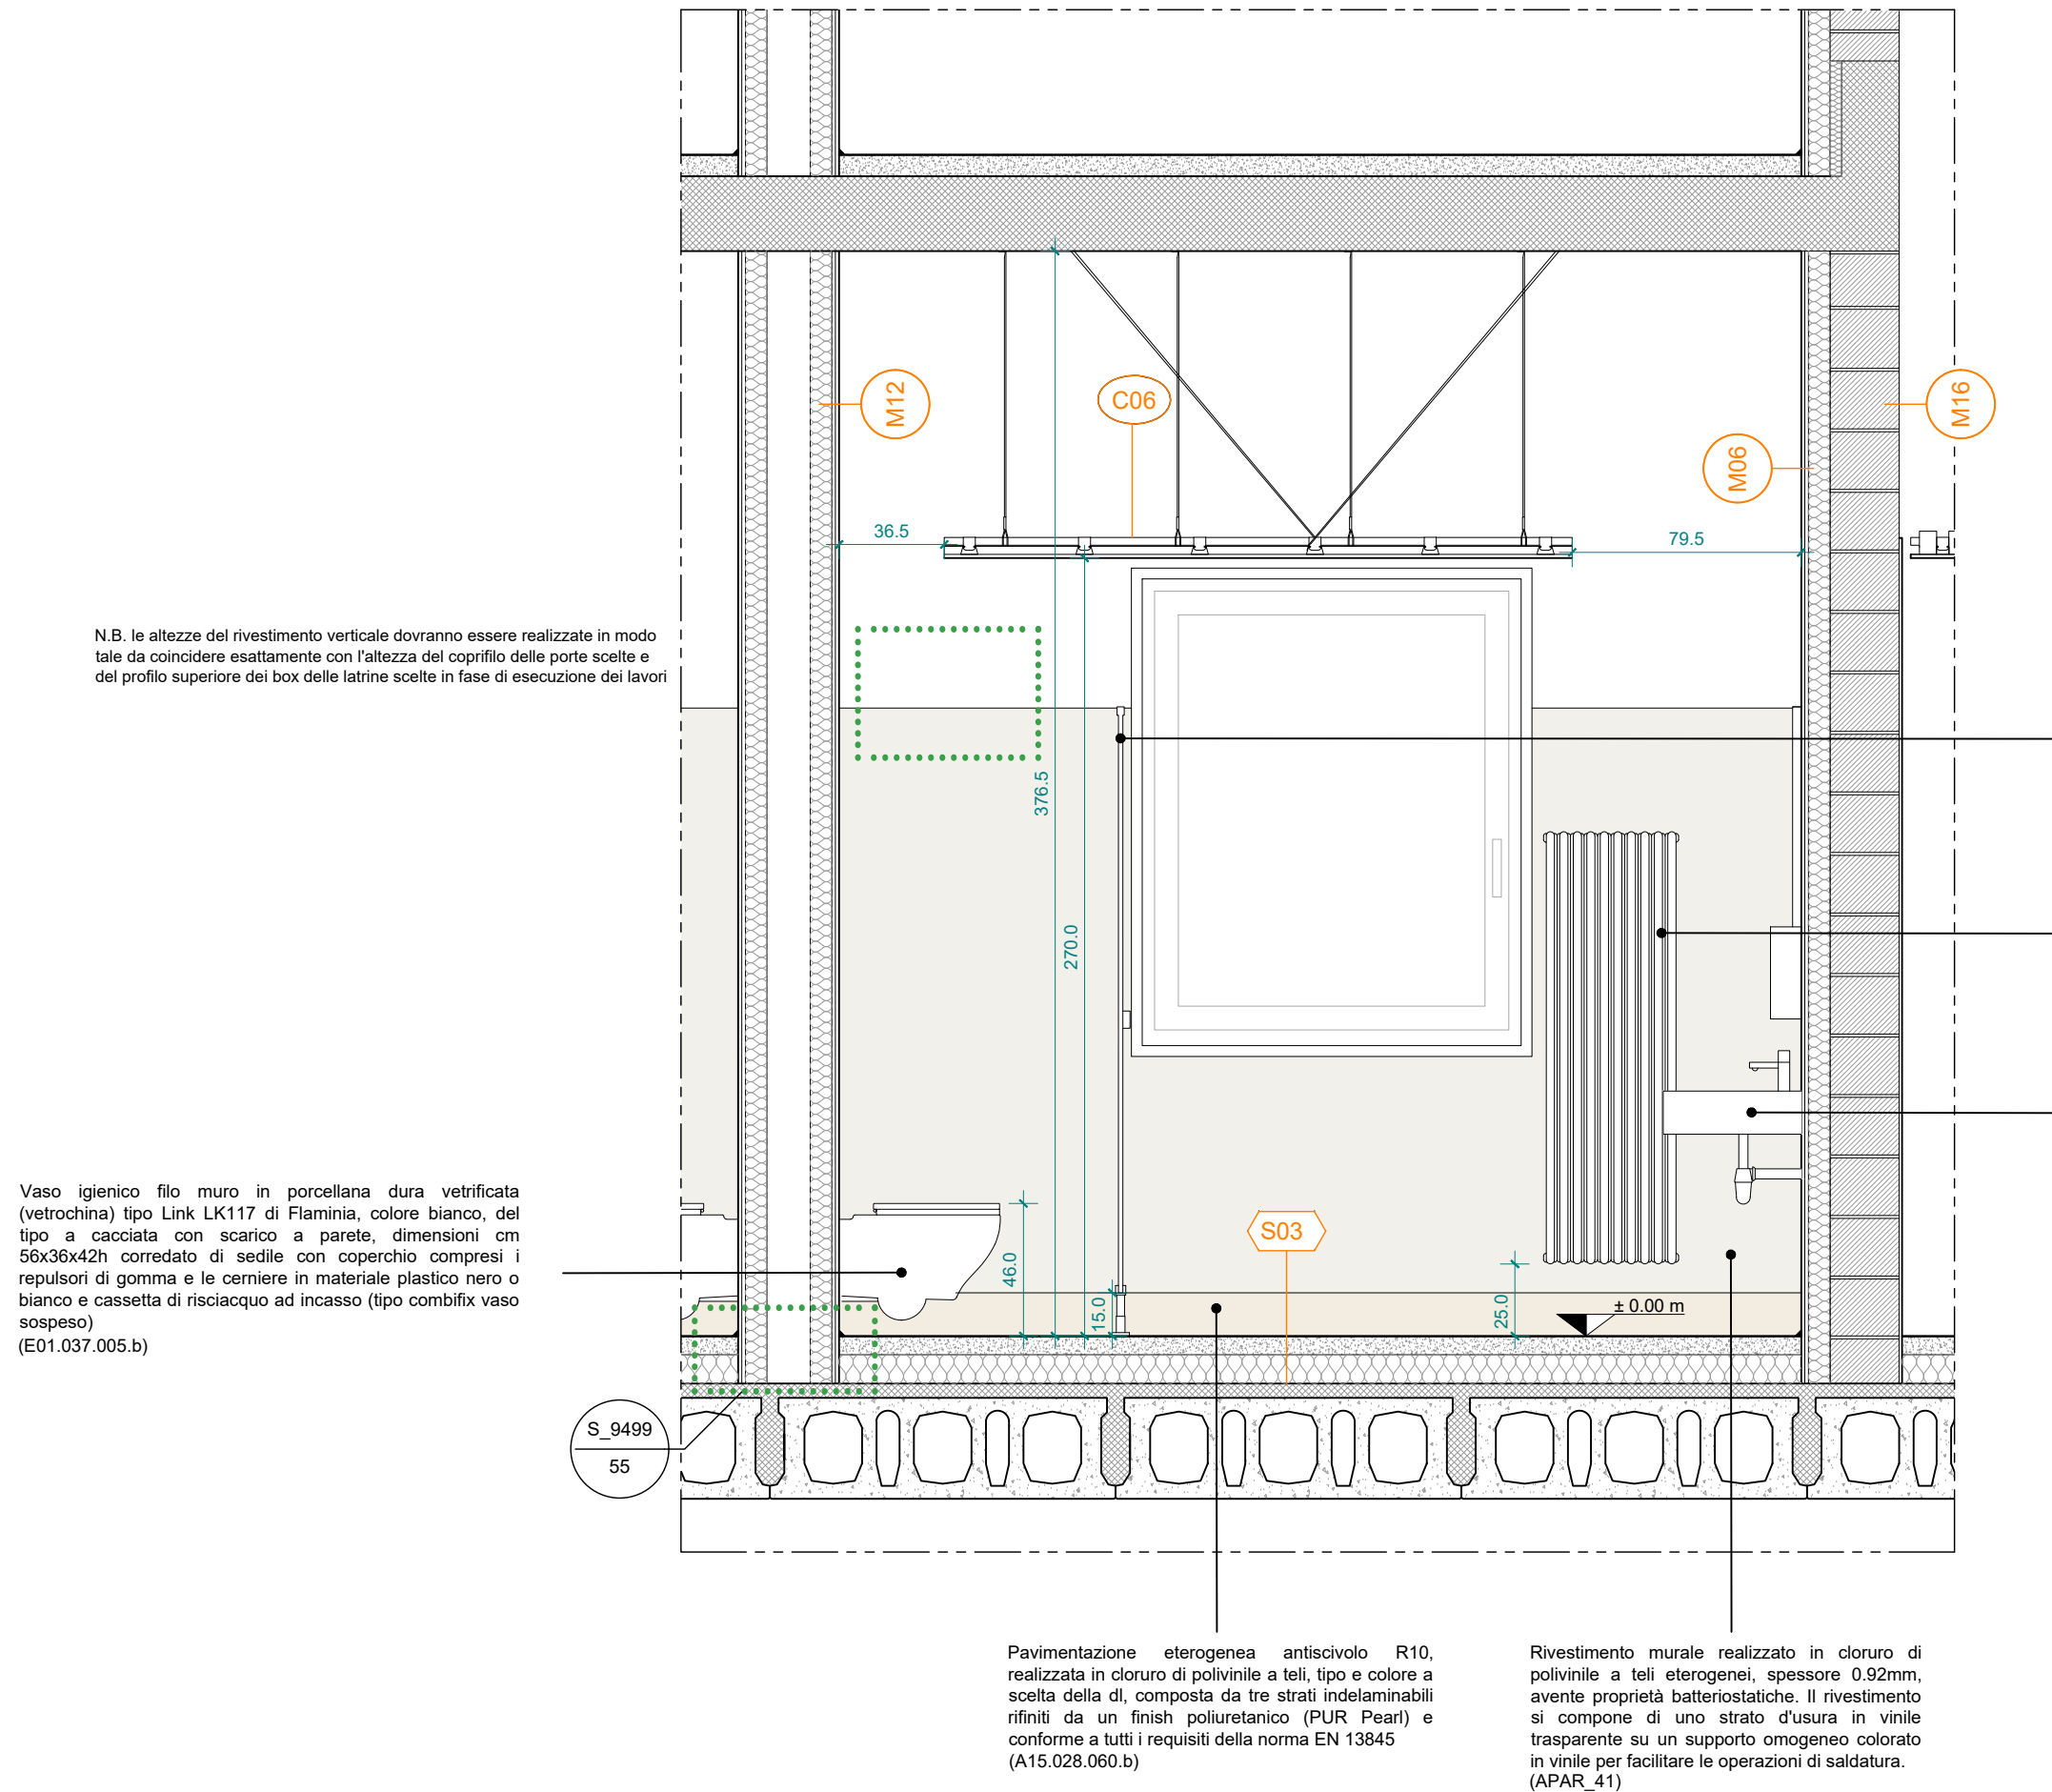 M12
C06
M16
M06
36.5
79.5
N.B. le altezze del rivestimento verticale dovranno essere realizzate in modo
tale da coincidere esattamente con l'altezza del coprifilo delle porte scelte e
del profilo superiore dei box delle latrine scelte in fase di esecuzione dei lavori
376.5
270.0
Vaso igienico filo muro in porcellana dura vetrificata
(vetrochina) tipo Link LK117 di Flaminia, colore bianco, del
tipo a cacciata con scarico a parete, dimensioni cm
56x36x42h corredato di sedile con coperchio compresi i
repulsori di gomma e le cerniere in materiale plastico nero o
bianco e cassetta di risciacquo ad incasso (tipo combifix vaso
sospeso)
(E01.037.005.b)
46.0
15.0
S03
25.0
± 0.00 m
S_9499
55
Pavimentazione eterogenea antiscivolo R10,
realizzata in cloruro di polivinile a teli, tipo e colore a
scelta della dl, composta da tre strati indelaminabili
rifiniti da un finish poliuretanico (PUR Pearl) e
conforme a tutti i requisiti della norma EN 13845
(A15.028.060.b)
Rivestimento murale realizzato in cloruro di
polivinile a teli eterogenei, spessore 0.92mm,
avente proprietà batteriostatiche. Il rivestimento
si compone di uno strato d'usura in vinile
trasparente su un supporto omogeneo colorato
in vinile per facilitare le operazioni di saldatura.
(APAR_41)